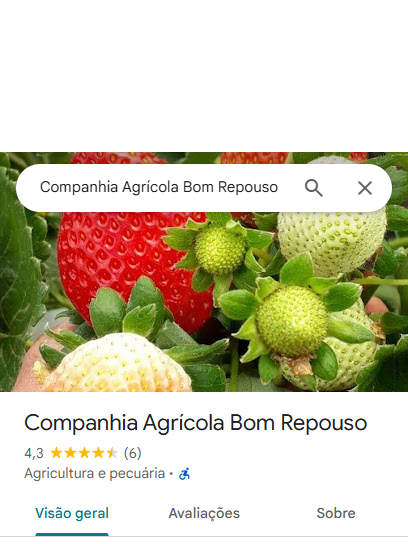 Companhia Agrícola Bom Repouso
Companhia Agrícola Bom Repouso
4,3 (6)
Agricultura e pecuária ·
Visão geral Avaliações Sobre